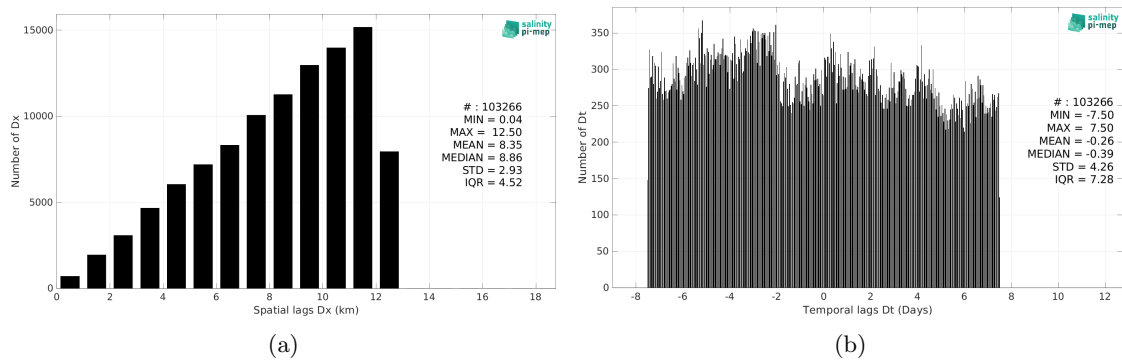 15000
10000
5000
0
Number of Dx
0 2 4 6 8 10 12 14 16 18
Spatial lags Dx (km)
salinity
pi-mep
# : 103266
MIN = 0.04
MAX = 12.50
MEAN = 8.35
MEDIAN = 8.86
STD = 2.93
IQR = 4.52
(a)
350
300
250
200
150
100
50
0
Number of Dt
-8 -6 -4 -2 0 2 4 6 8 10 12
Temporal lags Dt (Days)
salinity
pi-mep
# : 103266
MIN = -7.50
MAX = 7.50
MEAN = -0.26
MEDIAN = -0.39
STD = 4.26
IQR = 7.28
(b)